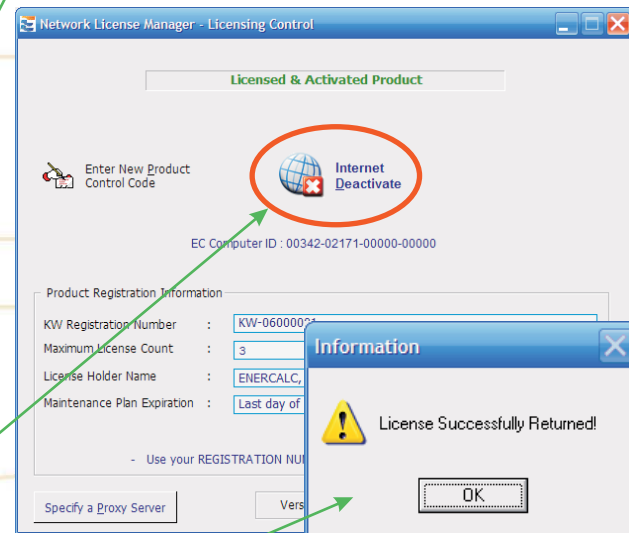 Network License Manager - Licensing Control
Licensed & Activated Product
Enter New Product
Control Code
Internet
Deactivate
EC Computer ID : 00342-02171-00000-00000
Product Registration Information
KW Registration Number : KW-06000021
Maximum License Count : 3
License Holder Name : ENERCALC,
Maintenance Plan Expiration : Last day of
- Use your REGISTRATION NU
Specify a Proxy Server
Vers
Information
License Successfully Returned!
OK